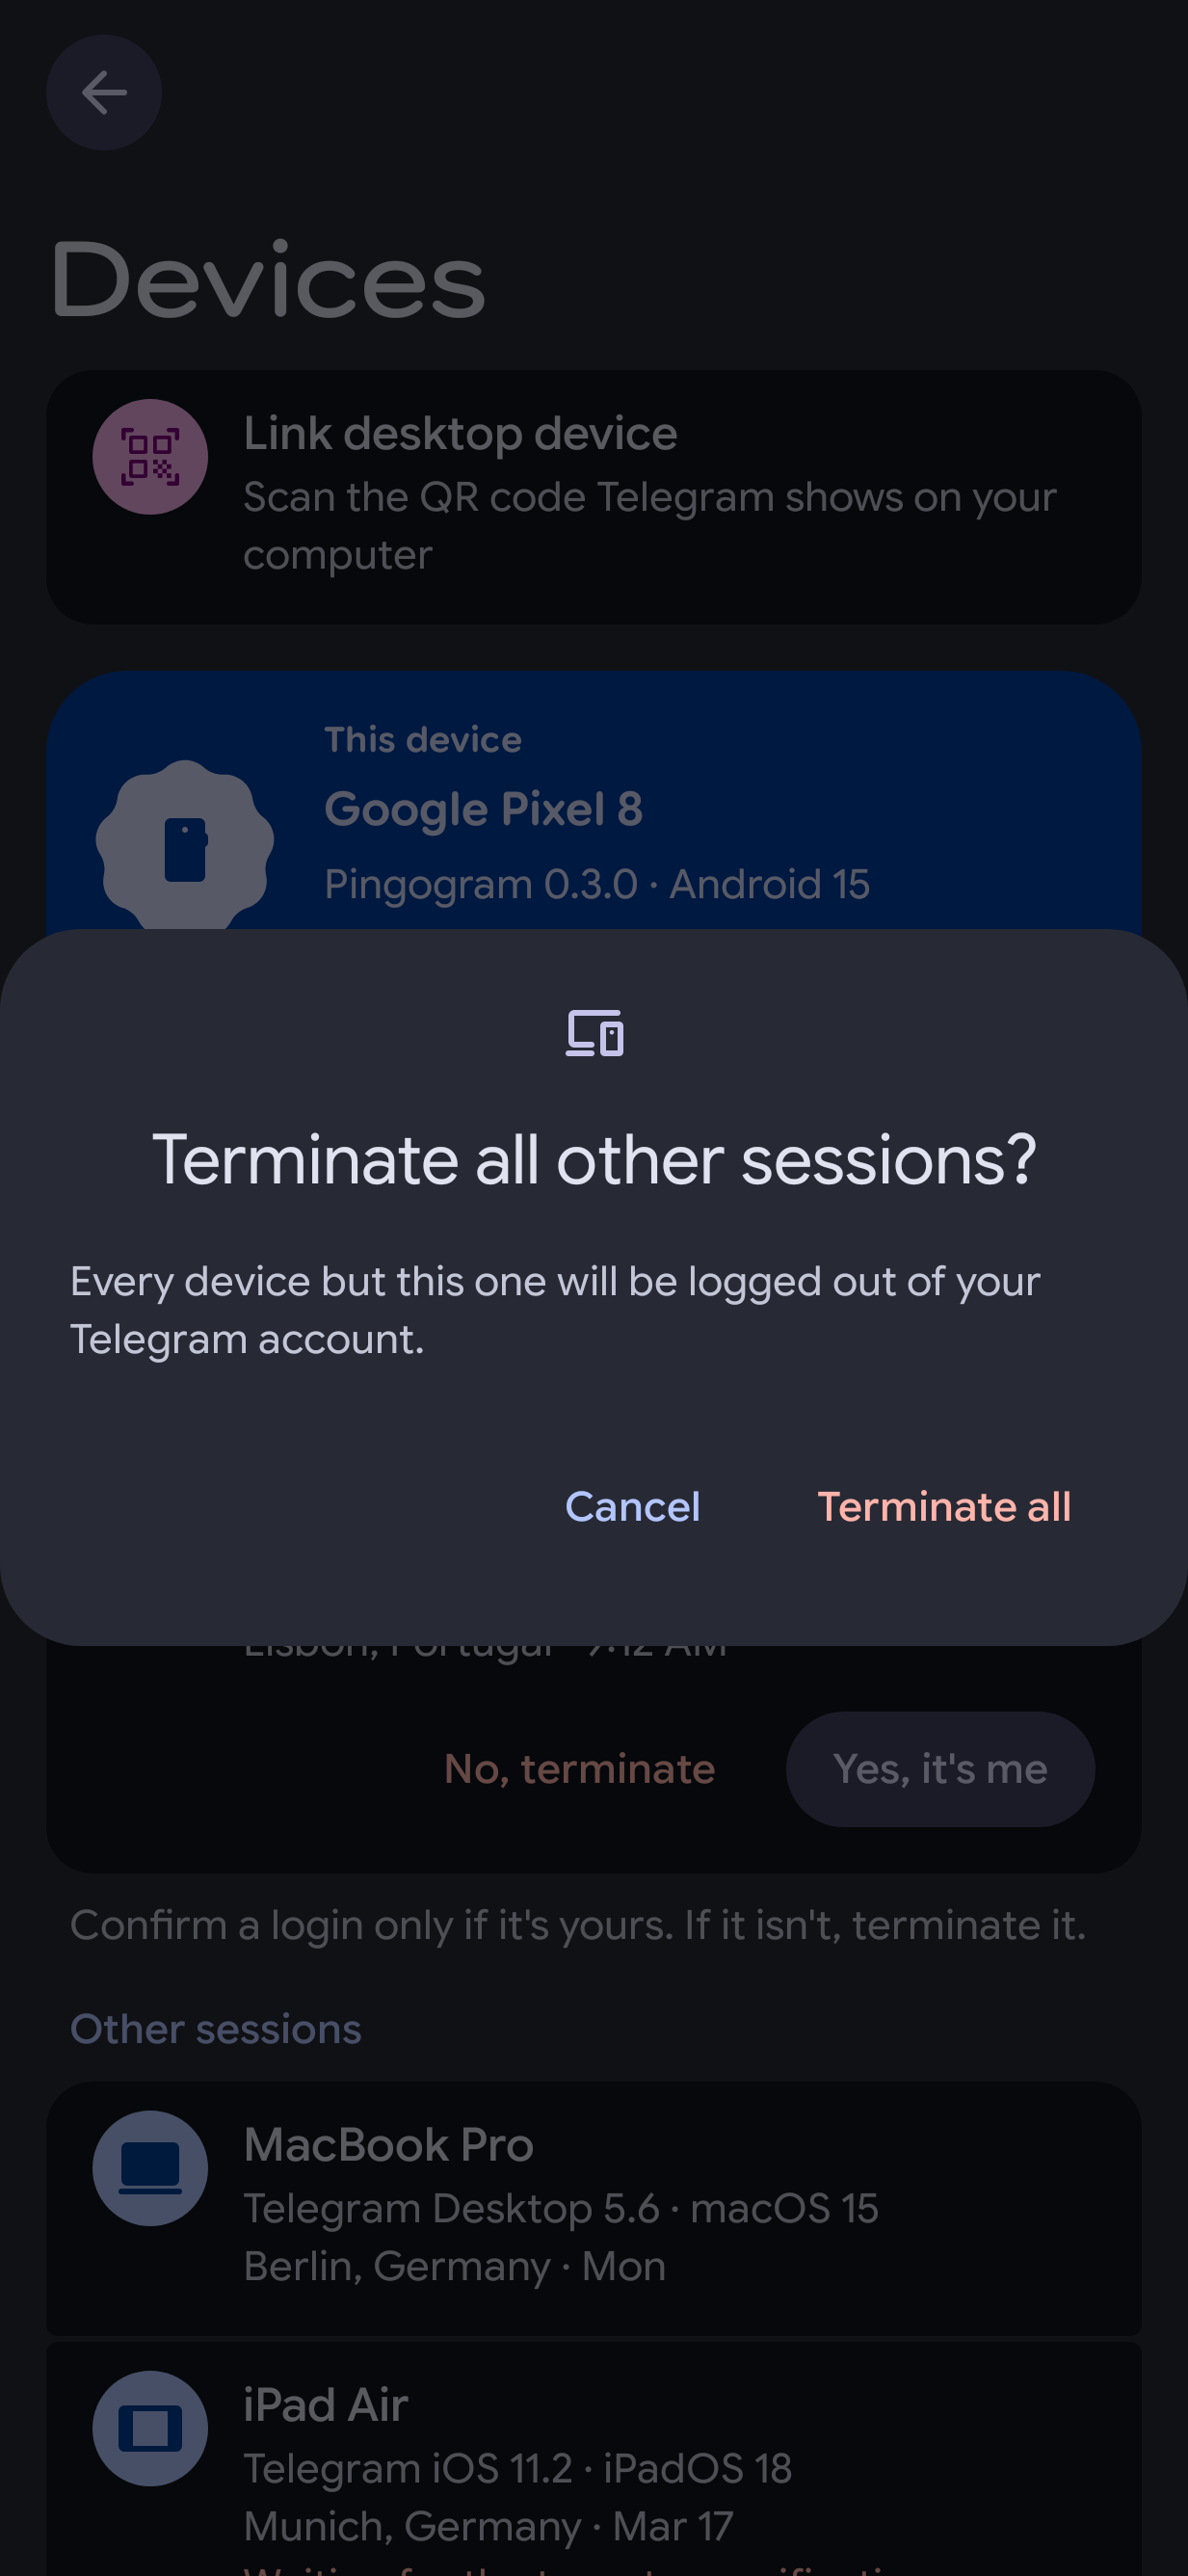 Devices
Link desktop device
Scan the QR code Telegram shows on your
computer
This device
Google Pixel 8
Pingogram 0.3.0 · Android 15
Terminate all other sessions?
Every device but this one will be logged out of your
Telegram account.
Cancel
Terminate all
Lisbon, Portugal
AM
No, terminate
Yes, it's me
Confirm a login only if it's yours. If it isn't, terminate it.
Other sessions
MacBook Pro
Telegram Desktop 5.6 · macOS 15
Berlin, Germany · Mon
iPad Air
Telegram iOS 11.2 · iPadOS 18
Munich, Germany · Mar 17